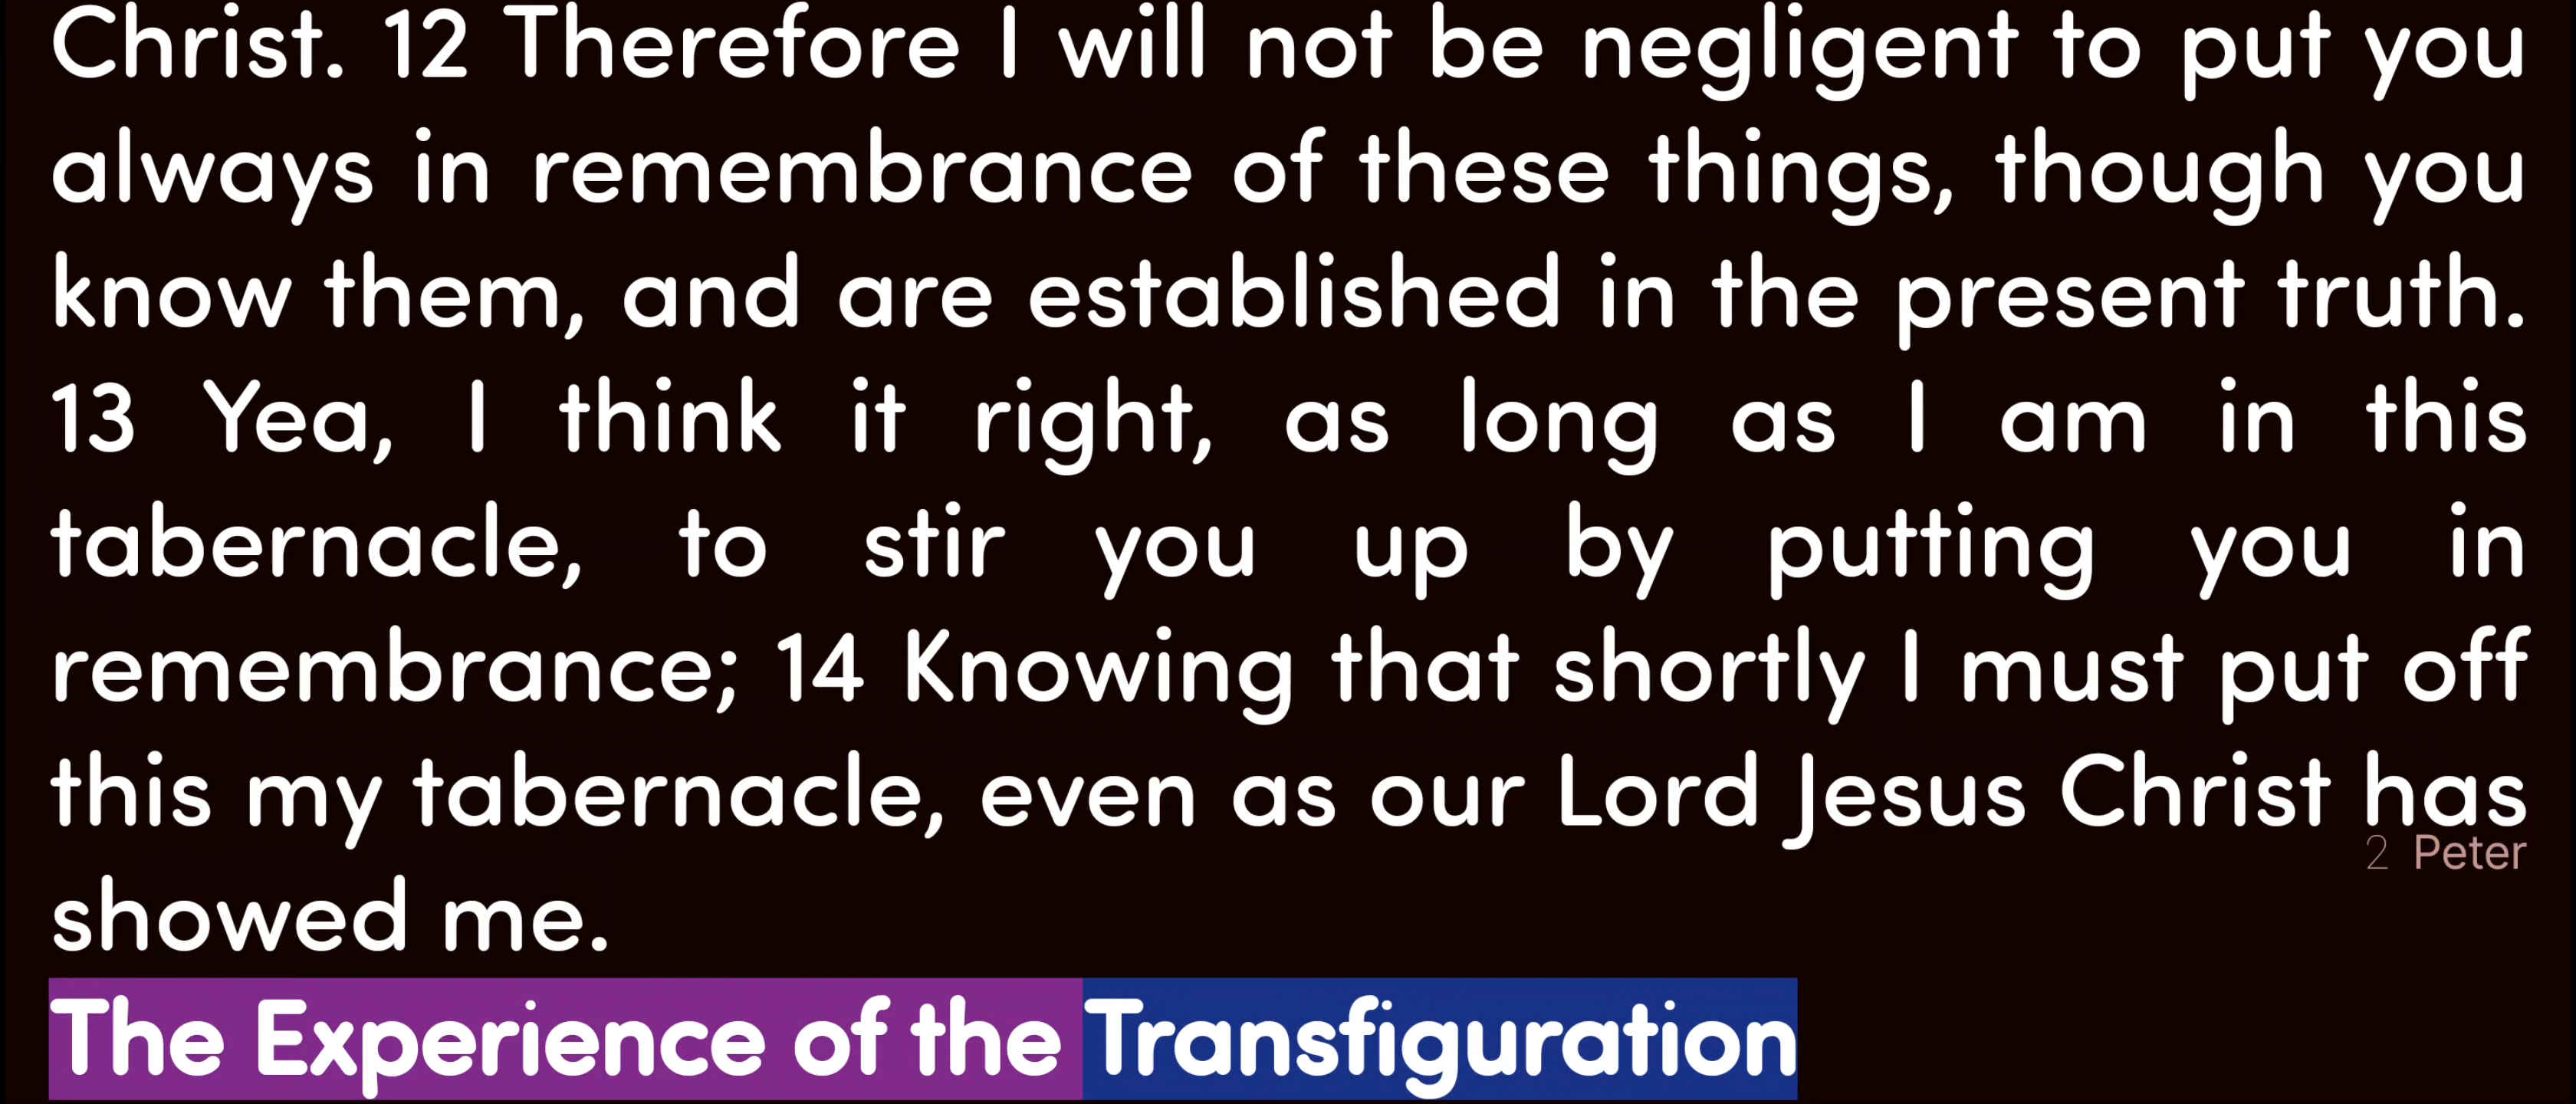 Christ. 12 Therefore I will not be negligent to put you
always in remembrance of these things, though you
know them, and are established in the present truth.
13 Yea, I think it right, as long as I am in this
tabernacle, to stir you up by putting you in
remembrance; 14 Knowing that shortly I must put off
this my tabernacle, even as our Lord Jesus Christ has
2 Peter
showed me.
The Experience of the Transfiguration